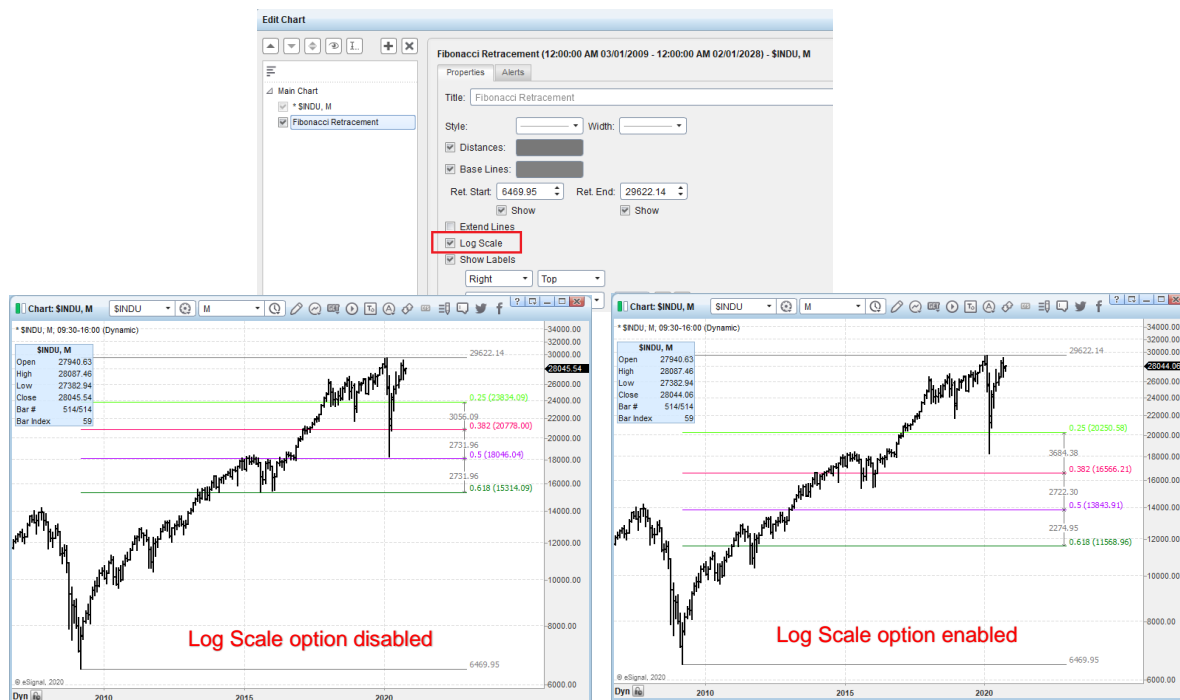 Edit Chart
Fibonacci Retracement (12:00:00 AM 03/01/2009 - 12:00:00 AM 02/01/2028) - $INDU, M
Properties Alerts
Main Chart
* $INDU, M
Fibonacci Retracement
Title: Fibonacci Retracement
Style: Width:
Distances:
Base Lines:
Ret. Start: 6469.95 Ret. End: 29622.14
Show Show
Extend Lines
Log Scale
Show Labels
Right Top
Chart: $INDU, M $INDU M
* $INDU, M, 09:30-16:00 (Dynamic)
$INDU, M
Open 27940.63
High 28087.46
Low 27382.94
Close 28045.54
Bar # 514/514
Bar Index 59
34000.00
32000.00
30000.00
28045.54
26000.00
24000.00
22000.00
20000.00
18000.00
16000.00
14000.00
12000.00
10000.00
8000.00
6000.00
29622.14
0.25 (23834.09)
3056.09
0.382 (20778.00)
2731.96
0.5 (18046.04)
2731.96
0.618 (15314.09)
Log Scale option disabled
6469.95
© eSignal, 2020
Dyn 2010 2015 2020
Chart: $INDU, M $INDU M
* $INDU, M, 09:30-16:00 (Dynamic)
$INDU, M
Open 27940.63
High 28087.46
Low 27382.94
Close 28044.06
Bar # 514/514
Bar Index 59
34000.00
32000.00
30000.00
28044.06
26000.00
24000.00
22000.00
20000.00
18000.00
16000.00
14000.00
12000.00
10000.00
8000.00
6000.00
29622.14
0.25 (20250.58)
3684.38
0.382 (16566.21)
2722.30
0.5 (13843.91)
2274.95
0.618 (11568.96)
Log Scale option enabled
6469.95
© eSignal, 2020
Dyn 2010 2015 2020